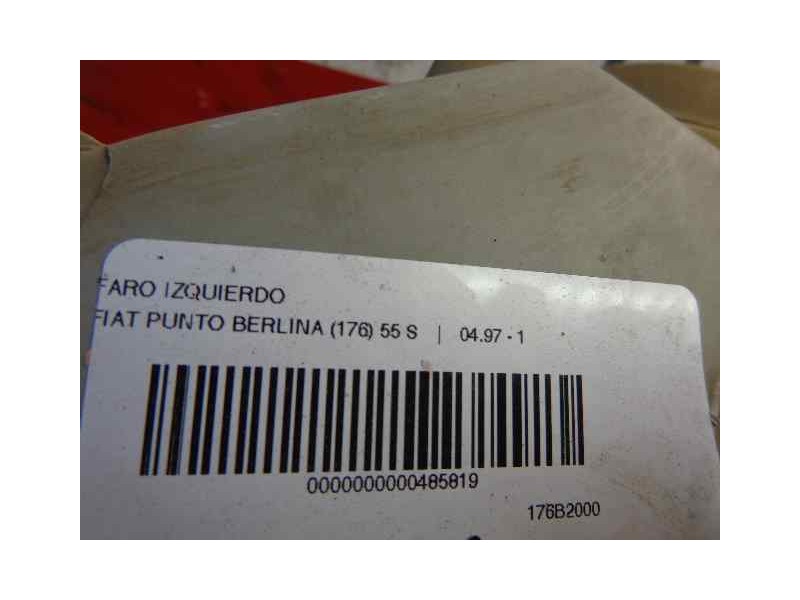 FARO IZQUIERDO
FIAT PUNTO BERLINA (176) 55 S | 04.97 - 1
0000000000485819
176B2000